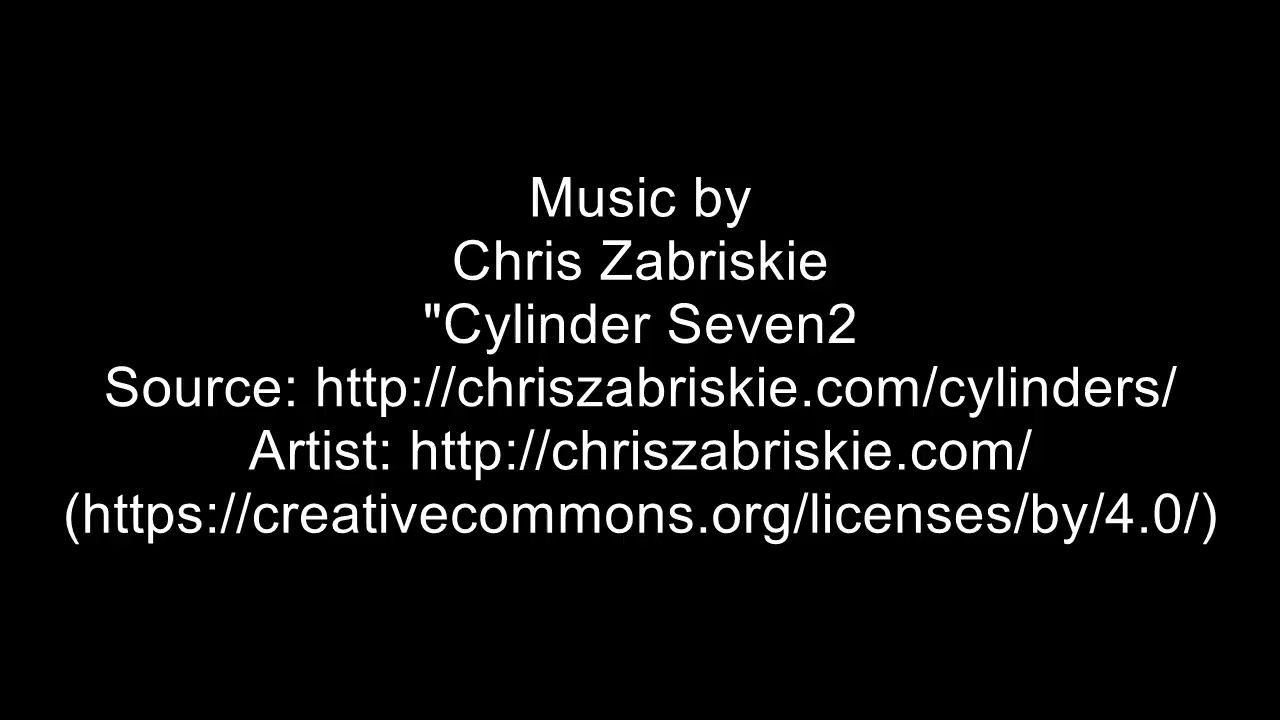 Music by
Chris Zabriskie
"Cylinder Seven2
Source: http://chriszabriskie.com/cylinders/
Artist: http://chriszabriskie.com/
(https://creativecommons.org/licenses/by/4.0/)